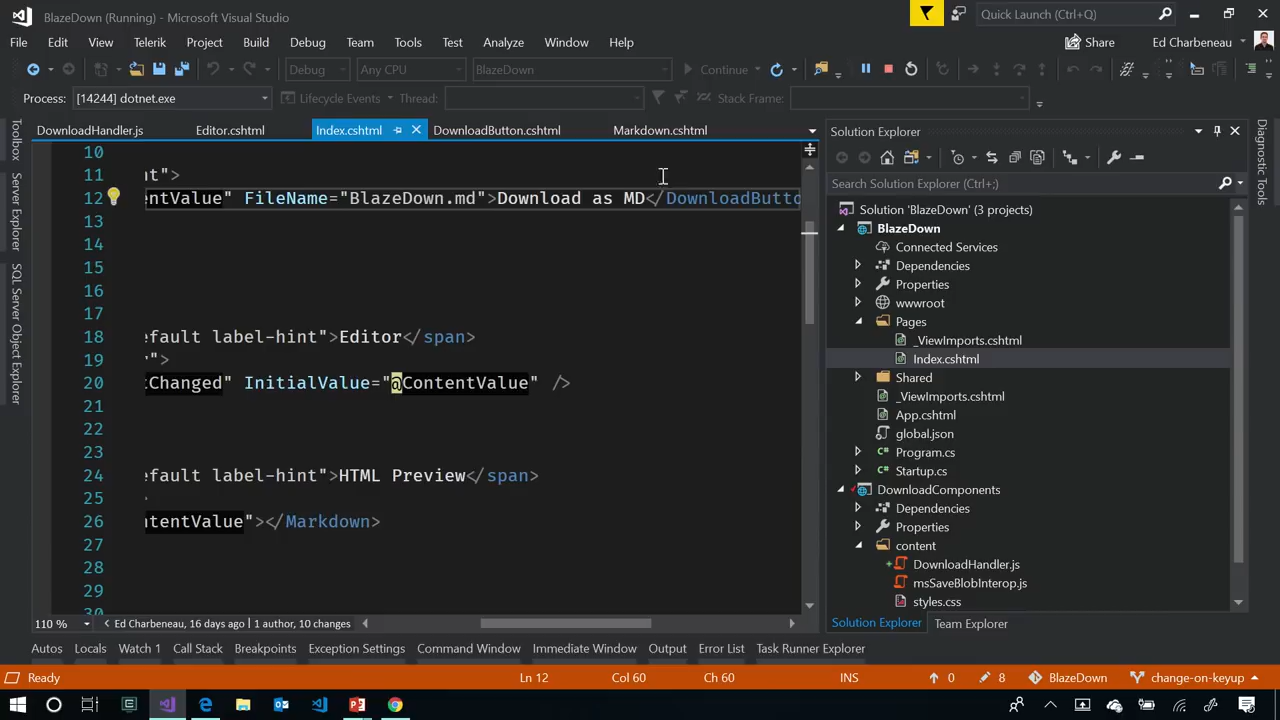 BlazeDown (Running) - Microsoft Visual Studio
Quick Launch (Ctrl+Q)
File Edit View Telerik Project Build Debug Team Tools Test Analyze Window Help
Share Ed Charbeneau
Debug Any CPU BlazeDown Continue
Process: [14244] dotnet.exe Lifecycle Events Thread: Stack Frame:
DownloadHandler.js Editor.cshtml Index.cshtml DownloadButton.cshtml Markdown.cshtml
Toolbox
Server Explorer
SQL Server Object Explorer
10
11 nt">
12 entValue" FileName="BlazeDown.md">Download as MD</DownloadButto
13
14
15
16
17
18 efault label-hint">Editor</span>
19 y">
20 tChanged" InitialValue="@ContentValue" />
21
22
23
24 efault label-hint">HTML Preview</span>
25 >
26 ntentValue"></Markdown>
27
28
29
30
110 % Ed Charbeneau, 16 days ago | 1 author, 10 changes
Solution Explorer
Search Solution Explorer (Ctrl+;)
Solution 'BlazeDown' (3 projects)
BlazeDown
Connected Services
Dependencies
Properties
wwwroot
Pages
_ViewImports.cshtml
Index.cshtml
Shared
_ViewImports.cshtml
App.cshtml
global.json
Program.cs
Startup.cs
DownloadComponents
Dependencies
Properties
content
DownloadHandler.js
msSaveBlobInterop.js
styles.css
Solution Explorer Team Explorer
Diagnostic Tools
Autos Locals Watch 1 Call Stack Breakpoints Exception Settings Command Window Immediate Window Output Error List Task Runner Explorer
Ready Ln 12 Col 60 Ch 60 INS 0 8 BlazeDown change-on-keyup